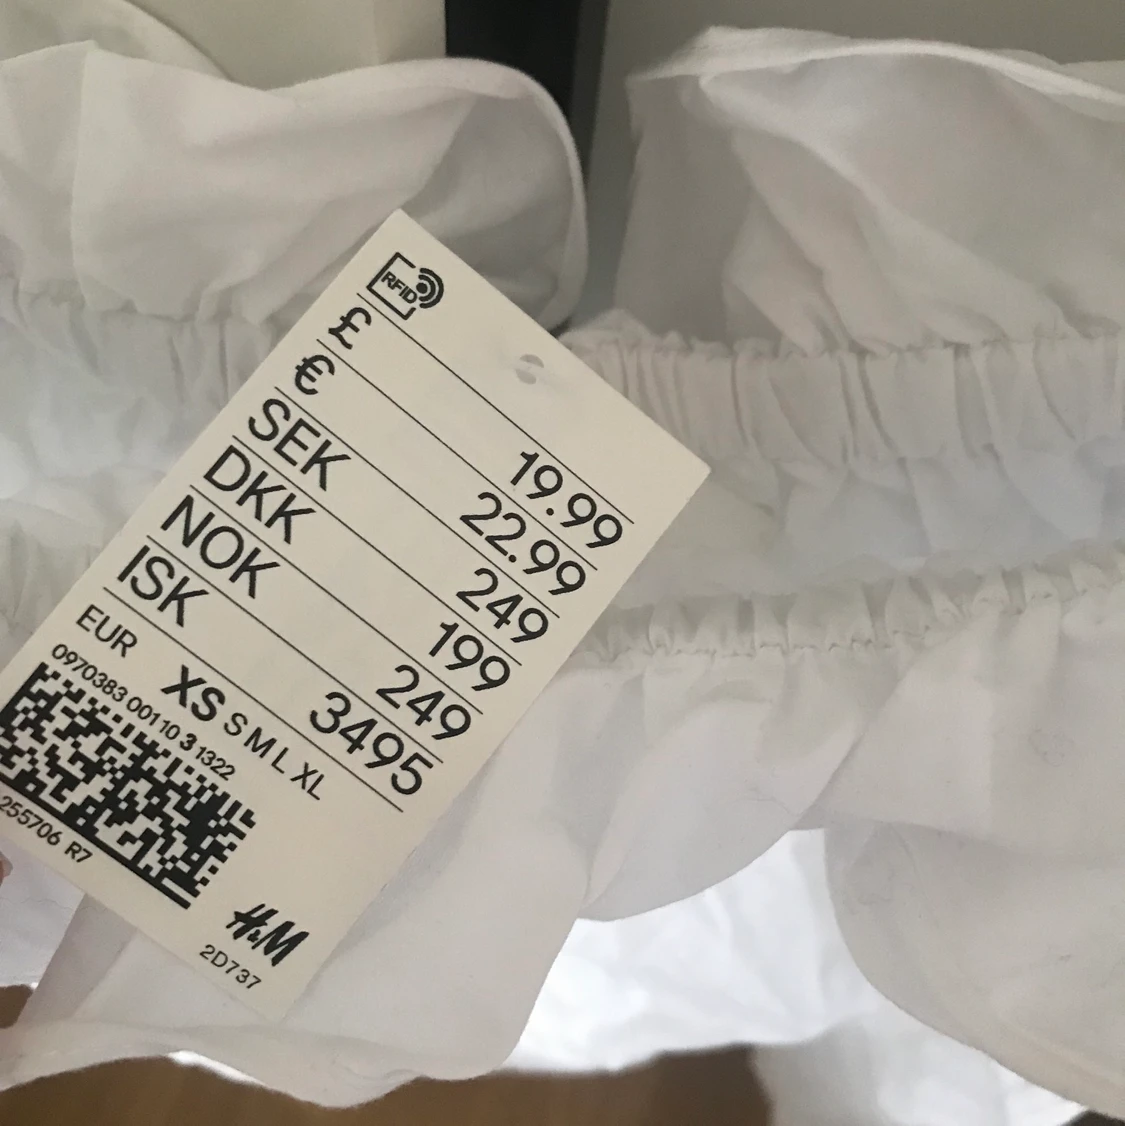 RFID
£ 19.99
€ 22.99
SEK 249
DKK 199
NOK 249
ISK 3495
EUR XS S M L XL
0970383 001 10 3 1322
255706 R7
H&M
2D737